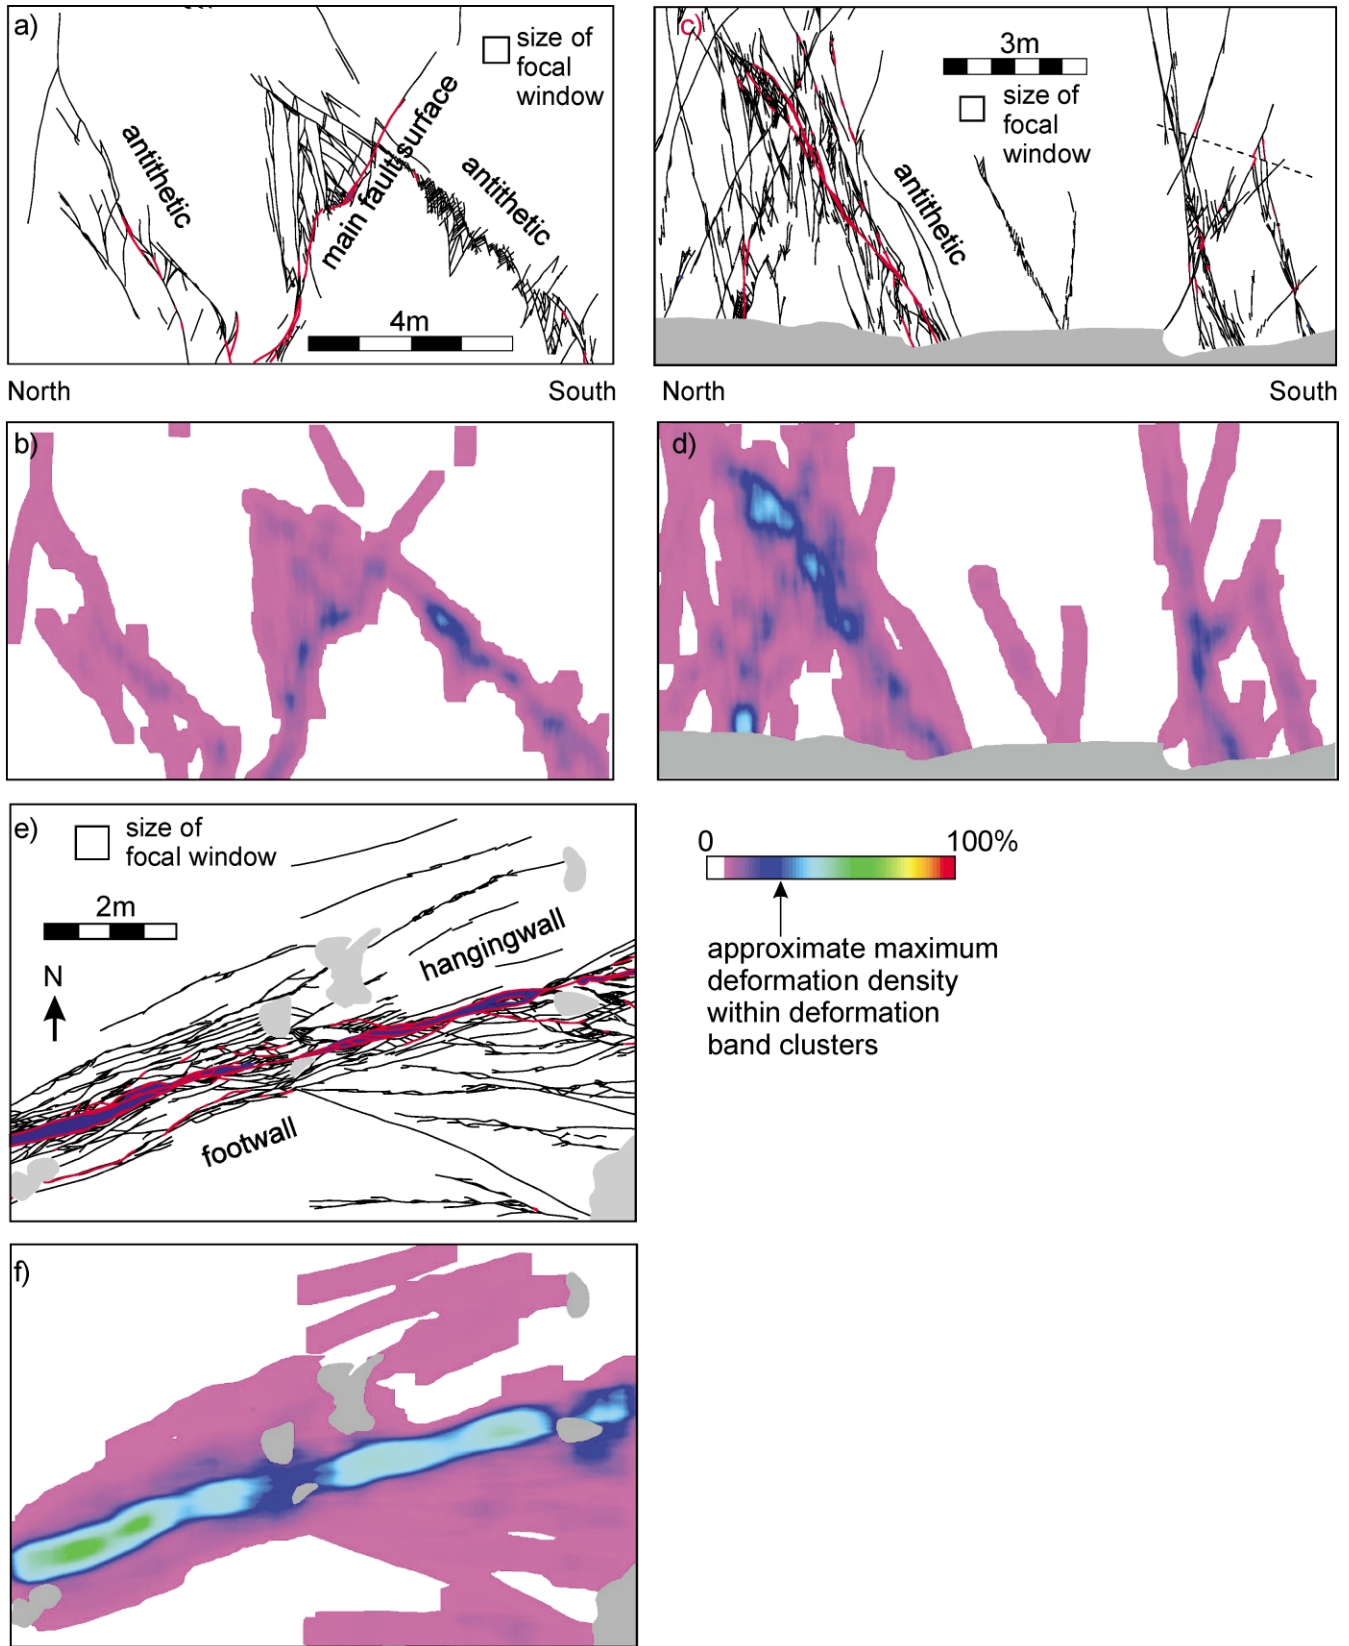 a)
size of
focal
window
antithetic
main fault surface
antithetic
4m
North
South
c)
3m
size of
focal
window
antithetic
North
South
b)
d)
e)
size of
focal window
2m
N
hangingwall
footwall
0
100%
approximate maximum
deformation density
within deformation
band clusters
f)